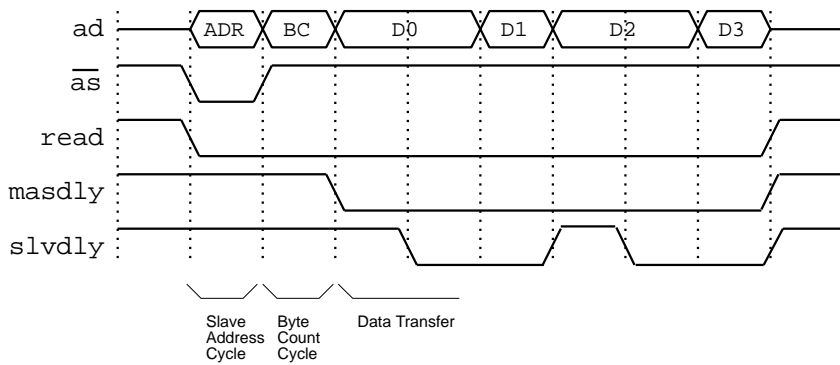 ad ADR BC D0 D1 D2 D3
as
read
masdly
slvdly
Slave Address Cycle
Byte Count Cycle
Data Transfer